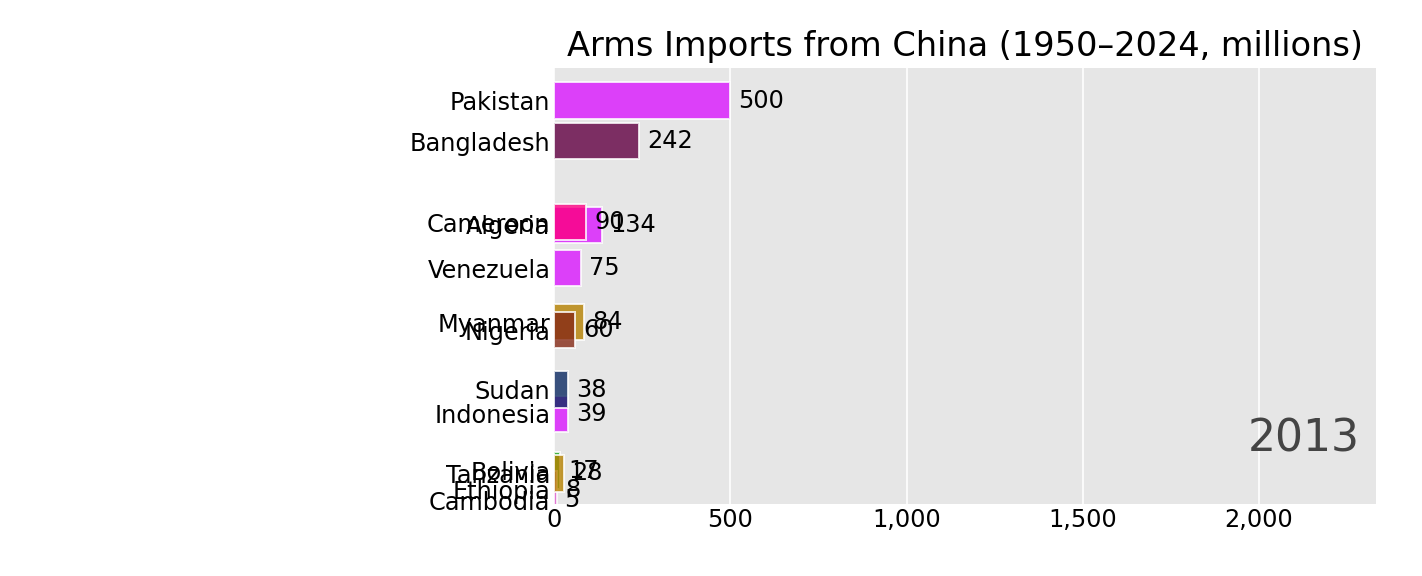 Arms Imports from China (1950–2024, millions)
Pakistan 500
Bangladesh 242
Cameroon 90
Algeria 134
Venezuela 75
Myanmar 84
Nigeria 60
Sudan 38
Indonesia 39
Bolivia 17
Tanzania 28
Ethiopia 8
Cambodia 5
2013
0 500 1,000 1,500 2,000